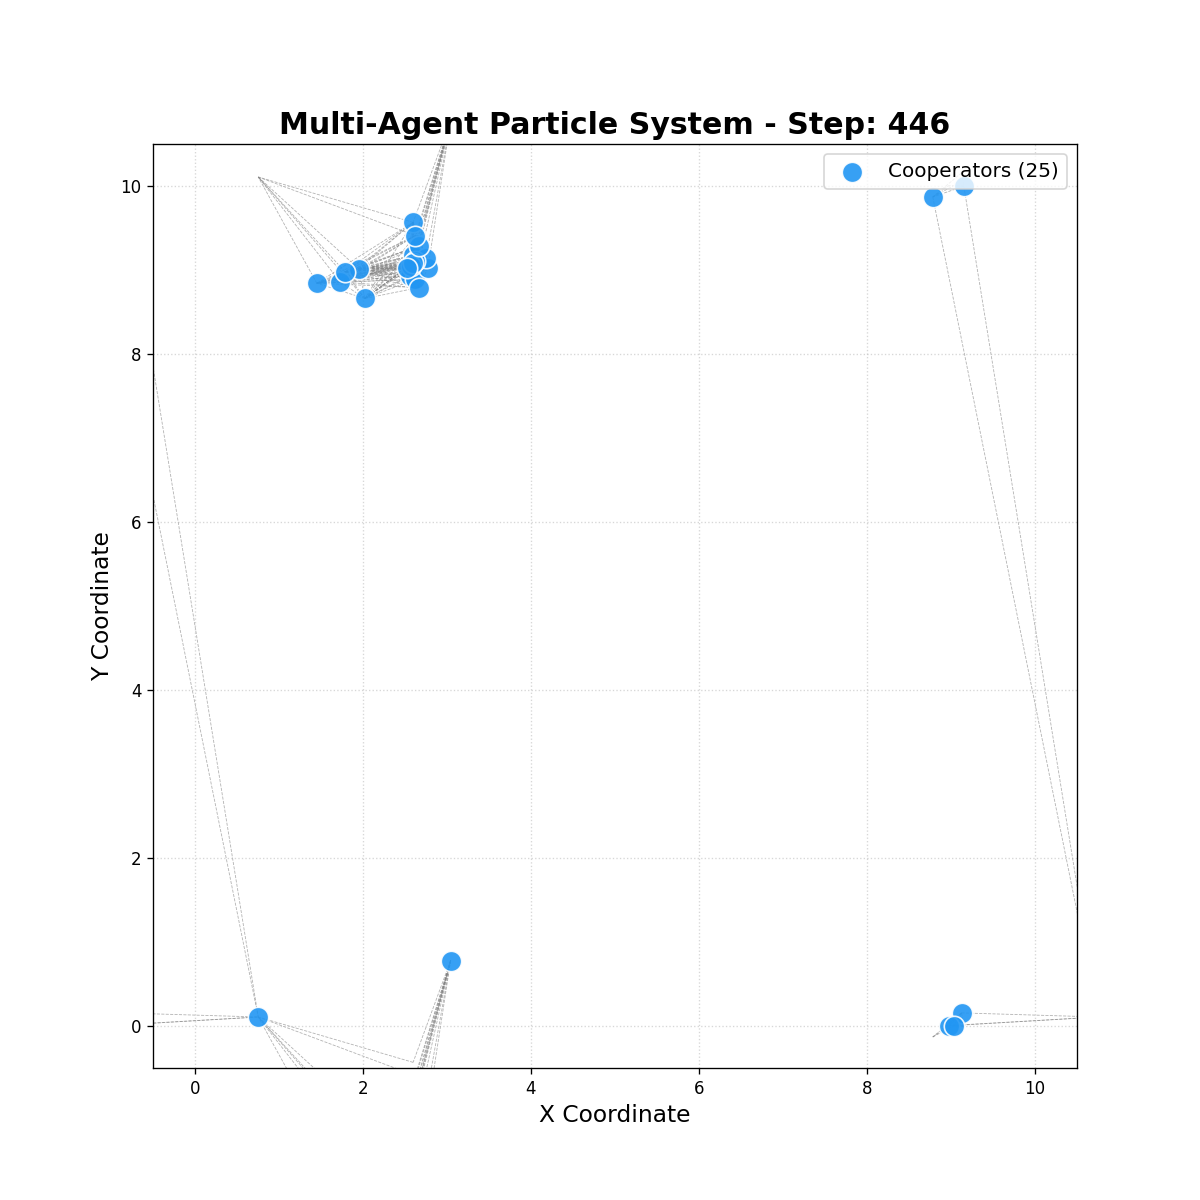 Multi-Agent Particle System - Step: 446
Cooperators (25)
10
8
6
4
2
0
Y Coordinate
0 2 4 6 8 10
X Coordinate